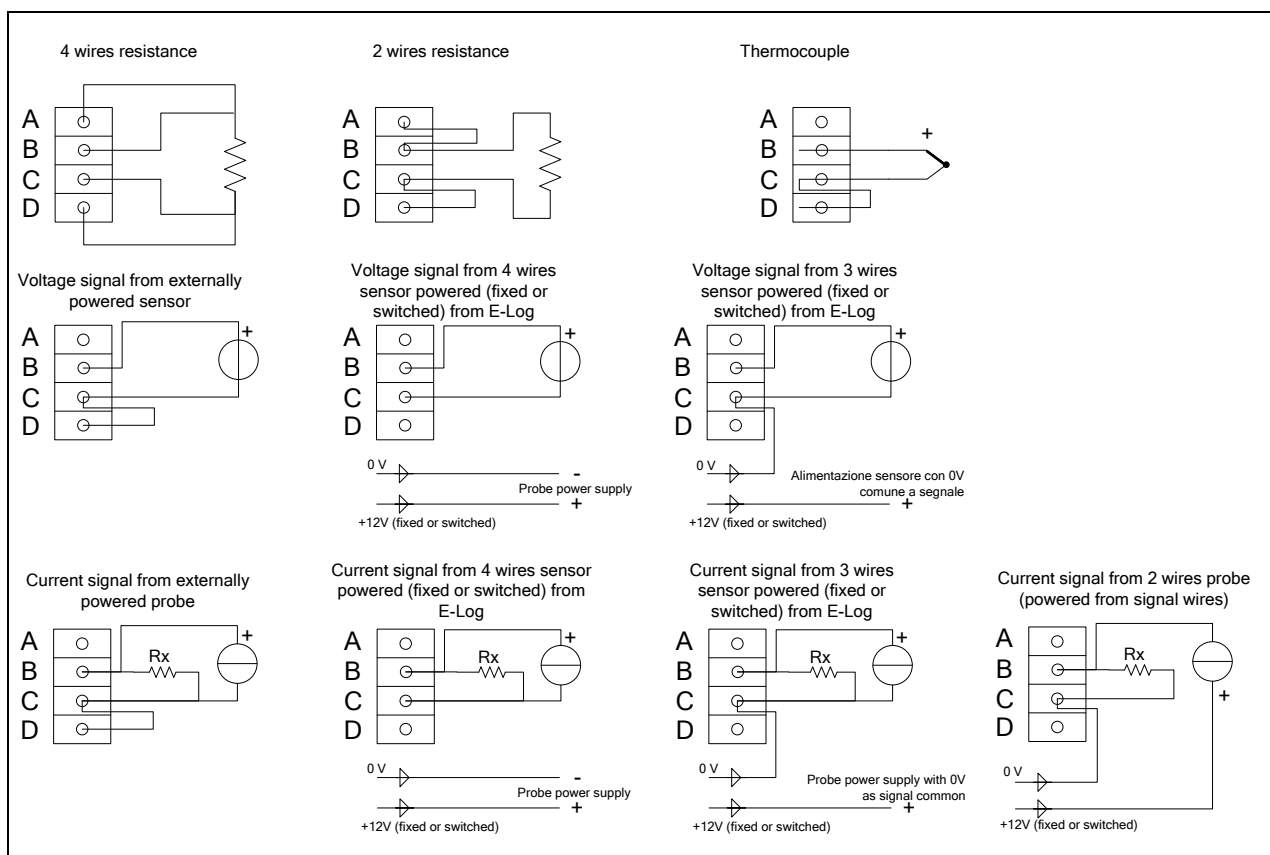 4 wires resistance
A
B
C
D
2 wires resistance
A
B
C
D
Thermocouple
A
B
C
D
+
Voltage signal from externally
powered sensor
A
B
C
D
+
Voltage signal from 4 wires
sensor powered (fixed or
switched) from E-Log
A
B
C
D
+
0 V
-
Probe power supply
+
+12V (fixed or switched)
Voltage signal from 3 wires
sensor powered (fixed or
switched) from E-Log
A
B
C
D
+
0 V
Alimentazione sensore con 0V
comune a segnale
+
+12V (fixed or switched)
Current signal from externally
powered probe
A
B
C
D
Rx
+
Current signal from 4 wires sensor
powered (fixed or switched) from
E-Log
A
B
C
D
Rx
+
0 V
-
Probe power supply
+
+12V (fixed or switched)
Current signal from 3 wires
sensor powered (fixed or
switched) from E-Log
A
B
C
D
Rx
+
0 V
Probe power supply with 0V
as signal common
+
+12V (fixed or switched)
Current signal from 2 wires probe
(powered from signal wires)
A
B
C
D
Rx
+
0 V
+12V (fixed or switched)